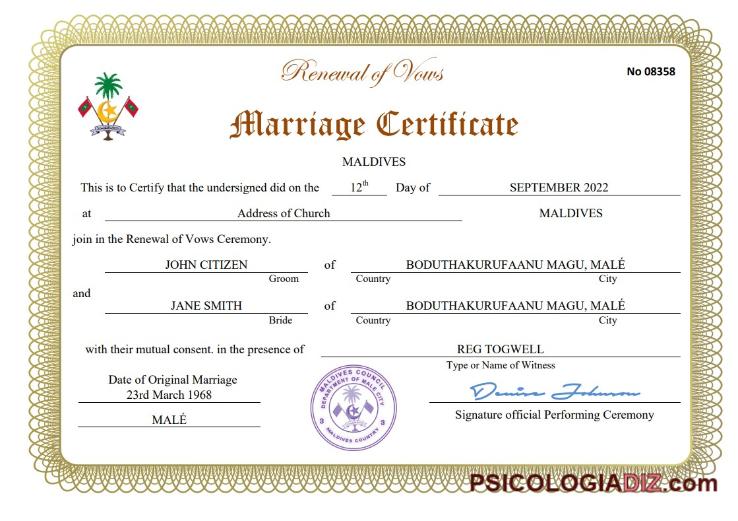 Renewal of Vows
No 08358
Marriage Certificate
MALDIVES
This is to Certify that the undersigned did on the 12th Day of SEPTEMBER 2022
at Address of Church MALDIVES
join in the Renewal of Vows Ceremony.
JOHN CITIZEN of BODUTHAKURUFAANU MAGU, MALÉ
Groom Country City
and
JANE SMITH of BODUTHAKURUFAANU MAGU, MALÉ
Bride Country City
with their mutual consent. in the presence of REG TOGWELL
Type or Name of Witness
Date of Original Marriage
23rd March 1968
MALÉ
MALDIVES COUNCIL
DEPARTMENT OF MALE CITY
3 3
MALDIVES COUNTRY
Denise Johnson
Signature official Performing Ceremony
PSICOLOGIADIZ.com